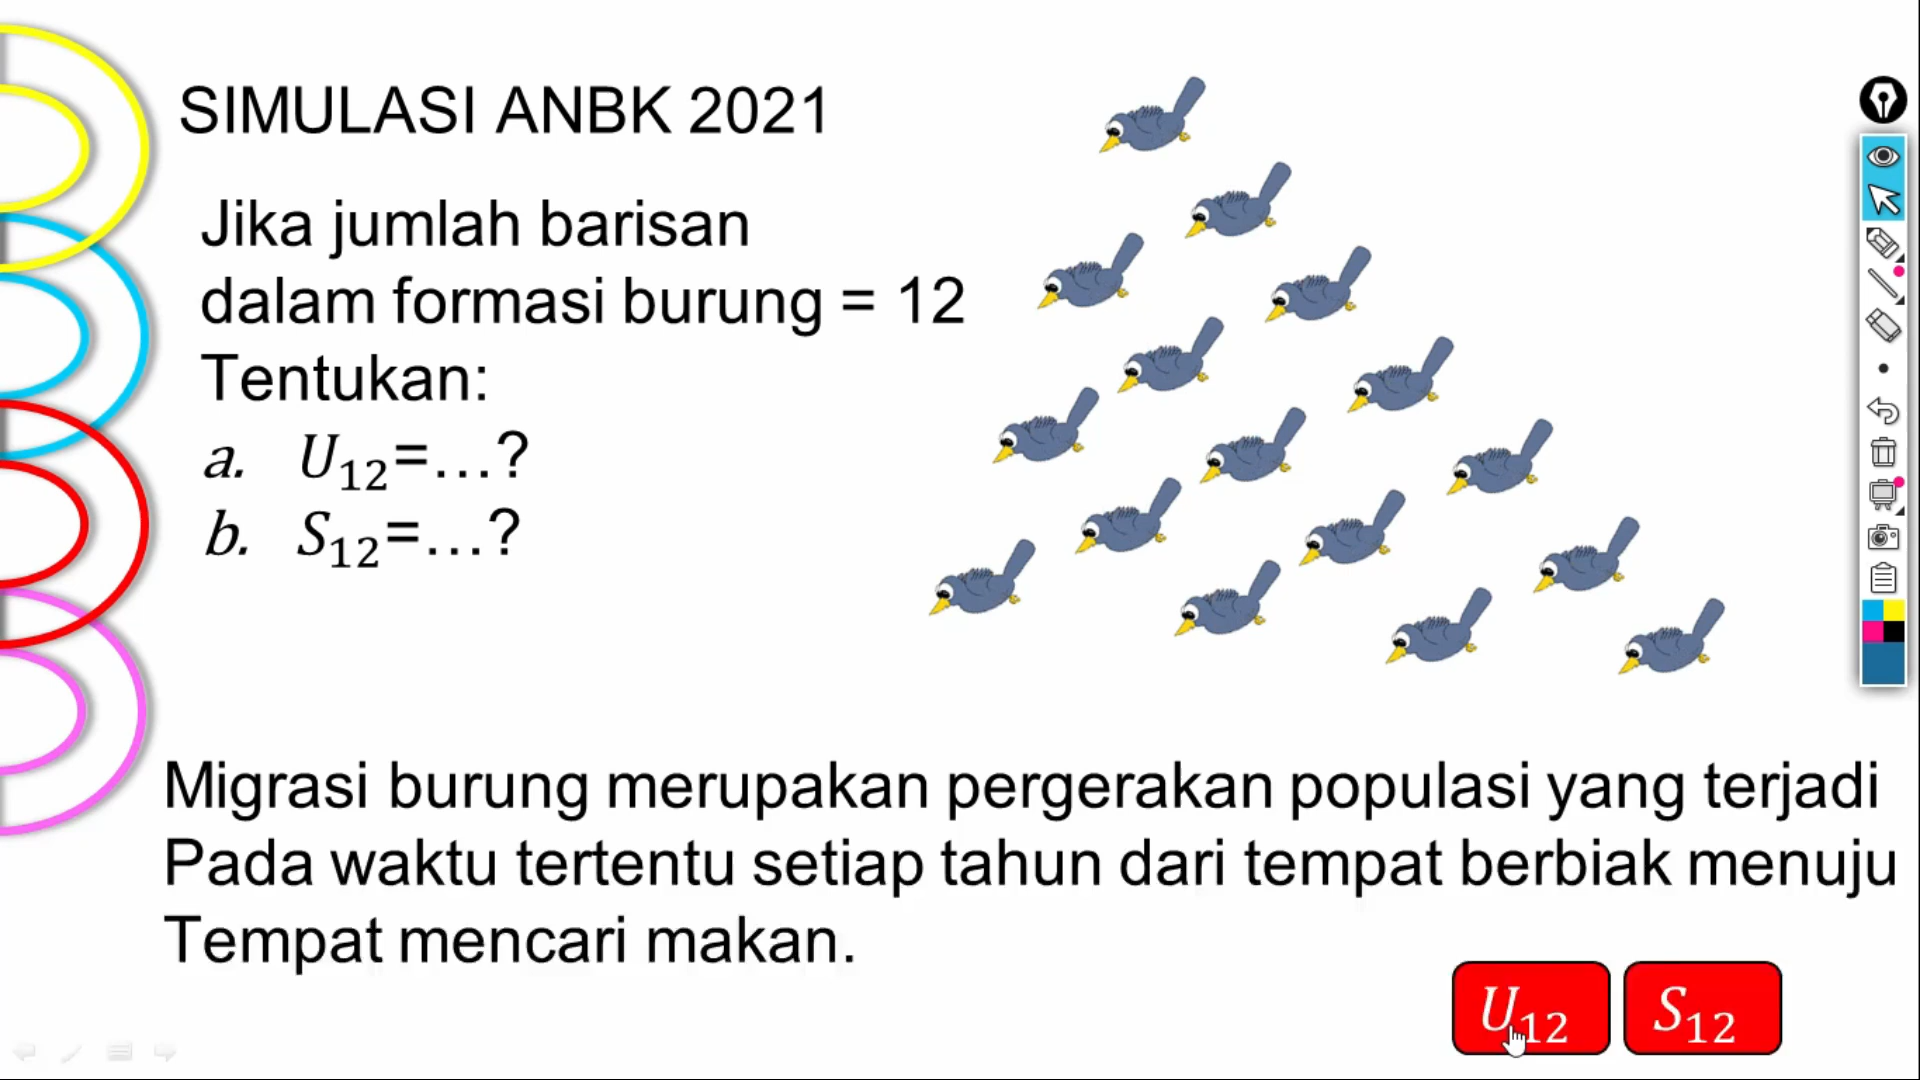 SIMULASI ANBK 2021
Jika jumlah barisan
dalam formasi burung = 12
Tentukan:
a. U₁₂=...?
b. S₁₂=...?
Migrasi burung merupakan pergerakan populasi yang terjadi
Pada waktu tertentu setiap tahun dari tempat berbiak menuju
Tempat mencari makan.
U₁₂ S₁₂